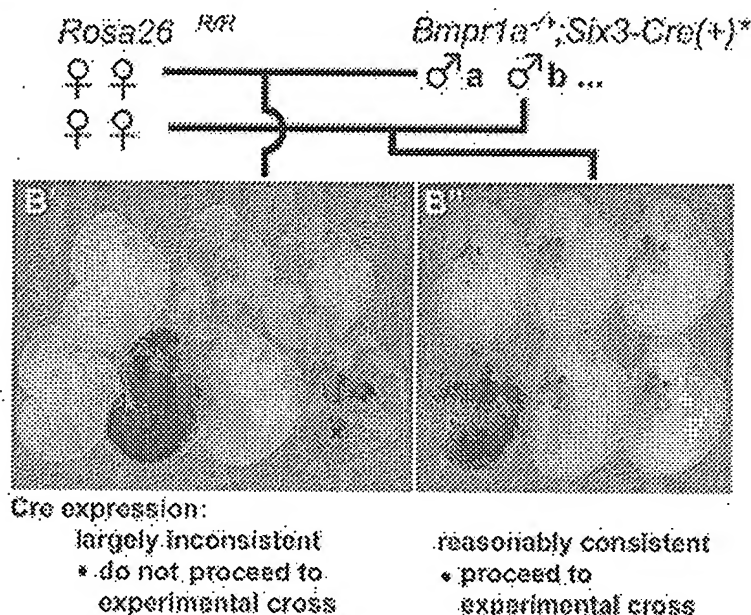 Rosa26 R/R Bmpr1a-/+;Six3-Cre(+)*
♀ ♀ ♂ a ♂ b ...
♀ ♀
B B''
Cre expression:
largely inconsistent reasonably consistent
• do not proceed to • proceed to
experimental cross experimental cross